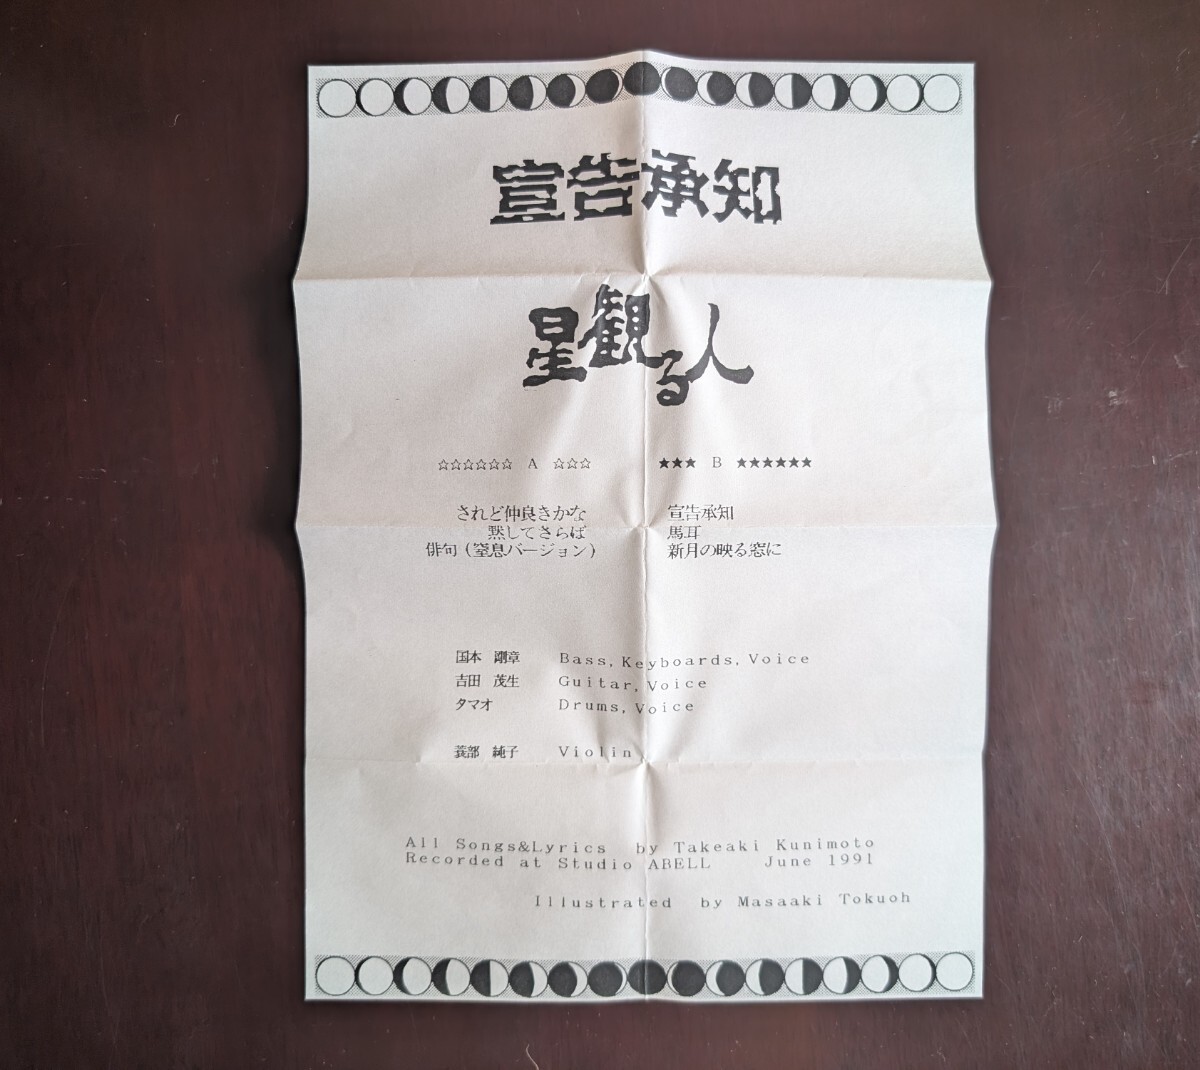 宣告承知
星観る人
☆☆☆☆☆☆ A ☆☆☆
されど仲良きかな
黙してさらば
俳句(窒息バージョン)
★★★ B ★★★★★★
宣告承知
馬耳
新月の映る窓に
国本 剛章 Bass, Keyboards, Voice
吉田 茂生 Guitar, Voice
タマオ Drums, Voice
蓑部 純子 Violin
All Songs&Lyrics by Takeaki Kunimoto
Recorded at Studio ABELL June 1991
Illustrated by Masaaki Tokuoh